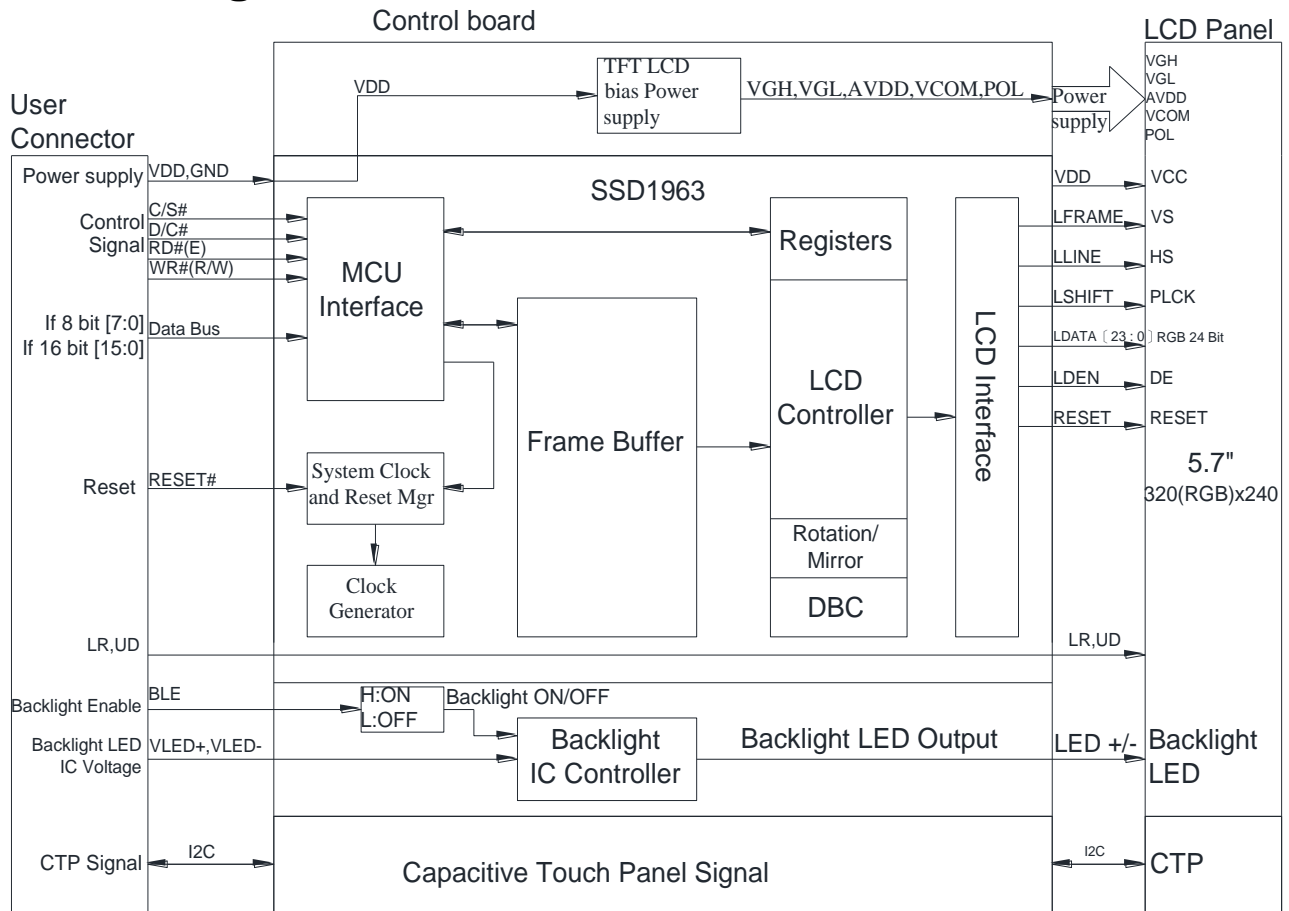 Control board
LCD Panel
User
Connector
VDD
TFT LCD
bias Power
supply
VGH,VGL,AVDD,VCOM,POL
Power
supply
VGH
VGL
AVDD
VCOM
POL
Power supply
VDD,GND
SSD1963
VDD
VCC
Control
Signal
C/S#
D/C#
RD#(E)
WR#(R/W)
MCU
Interface
Registers
LCD Interface
LFRAME
VS
LLINE
HS
LSHIFT
PLCK
LDATA〔23:0〕RGB 24 Bit
LDEN
DE
RESET
RESET
If 8 bit [7:0]
If 16 bit [15:0]
Data Bus
Frame Buffer
LCD
Controller
5.7"
320(RGB)x240
Reset
RESET#
System Clock
and Reset Mgr
Rotation/
Mirror
Clock
Generator
DBC
LR,UD
LR,UD
Backlight Enable
BLE
H:ON
L:OFF
Backlight ON/OFF
Backlight LED
IC Voltage
VLED+,VLED-
Backlight
IC Controller
Backlight LED Output
LED +/-
Backlight
LED
CTP Signal
I2C
Capacitive Touch Panel Signal
I2C
CTP